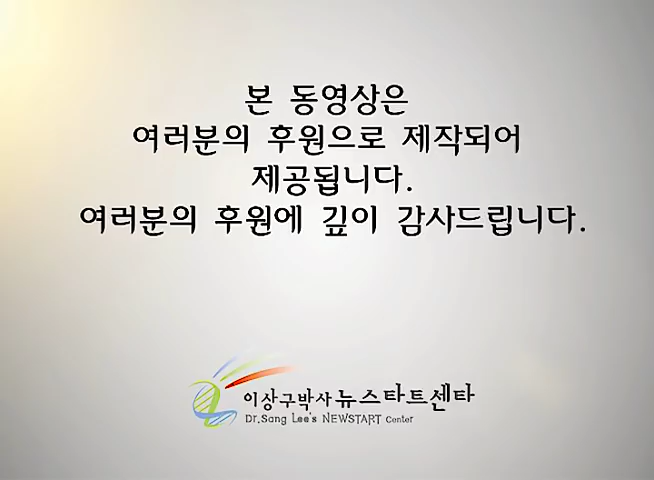 본 동영상은
여러분의 후원으로 제작되어
제공됩니다.
여러분의 후원에 깊이 감사드립니다.
이상구박사 뉴스타트센타
Dr.Sang Lee's NEWSTART Center